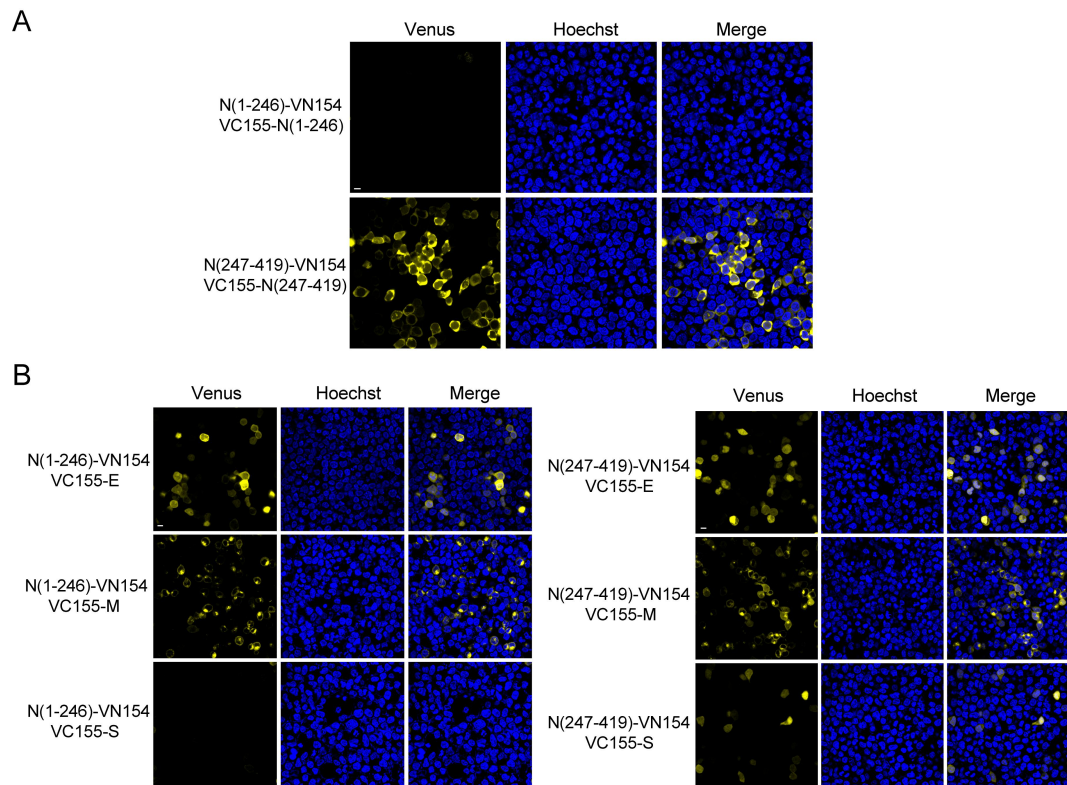 A
Venus Hoechst Merge
N(1-246)-VN154
VC155-N(1-246)
N(247-419)-VN154
VC155-N(247-419)
B
Venus Hoechst Merge
N(1-246)-VN154
VC155-E
N(1-246)-VN154
VC155-M
N(1-246)-VN154
VC155-S
Venus Hoechst Merge
N(247-419)-VN154
VC155-E
N(247-419)-VN154
VC155-M
N(247-419)-VN154
VC155-S